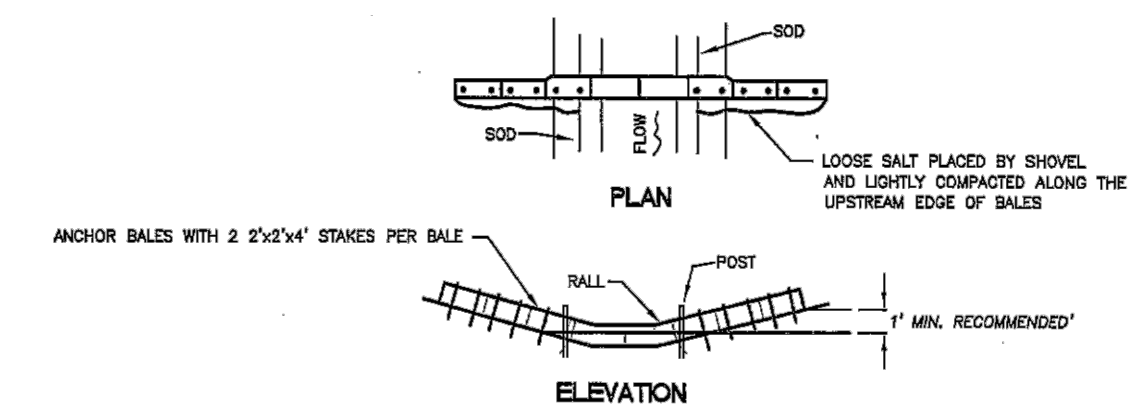 SOD
SOD
FLOW
LOOSE SALT PLACED BY SHOVEL
AND LIGHTLY COMPACTED ALONG THE
UPSTREAM EDGE OF BALES
PLAN
ANCHOR BALES WITH 2 2'x2'x4' STAKES PER BALE
POST
RALL
1' MIN. RECOMMENDED'
ELEVATION